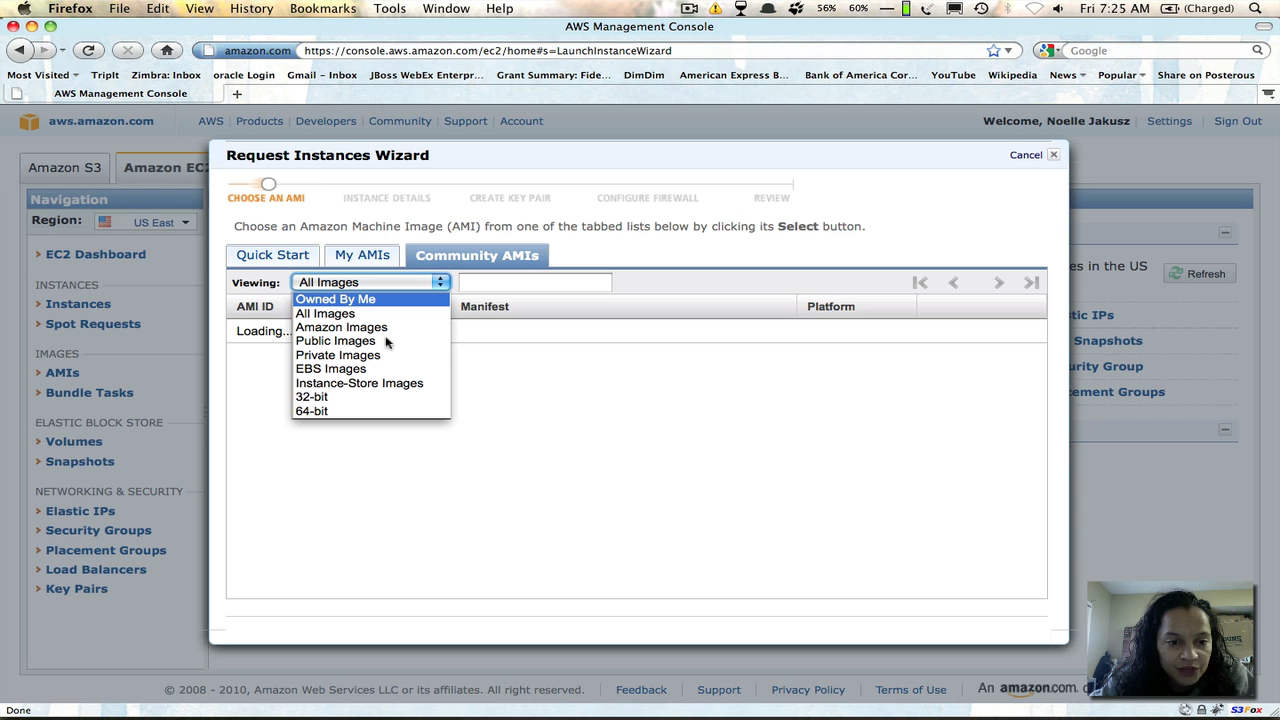 Firefox File Edit View History Bookmarks Tools Window Help 56% 60% Fri 7:25 AM (Charged)
AWS Management Console
amazon.com https://console.aws.amazon.com/ec2/home#s=LaunchInstanceWizard Google
Most Visited TripIt Zimbra: Inbox oracle Login Gmail - Inbox JBoss WebEx Enterpr... Grant Summary: Fide... DimDim American Express B... Bank of America Cor... YouTube Wikipedia News Popular Share on Posterous
AWS Management Console +
aws.amazon.com AWS Products Developers Community Support Account Welcome, Noelle Jakusz Settings Sign Out
Amazon S3 Amazon EC2
Request Instances Wizard Cancel
CHOOSE AN AMI INSTANCE DETAILS CREATE KEY PAIR CONFIGURE FIREWALL REVIEW
Choose an Amazon Machine Image (AMI) from one of the tabbed lists below by clicking its Select button.
Quick Start My AMIs Community AMIs
Viewing: All Images
AMI ID Manifest Platform
Loading...
Owned By Me
All Images
Amazon Images
Public Images
Private Images
EBS Images
Instance-Store Images
32-bit
64-bit
Navigation
Region: US East
EC2 Dashboard
INSTANCES
Instances
Spot Requests
IMAGES
AMIs
Bundle Tasks
ELASTIC BLOCK STORE
Volumes
Snapshots
NETWORKING & SECURITY
Elastic IPs
Security Groups
Placement Groups
Load Balancers
Key Pairs
es in the US Refresh
stic IPs
Snapshots
urity Group
cement Groups
© 2008 - 2010, Amazon Web Services LLC or its affiliates. All right reserved. Feedback Support Privacy Policy Terms of Use An amazon.c
Done S3Fox